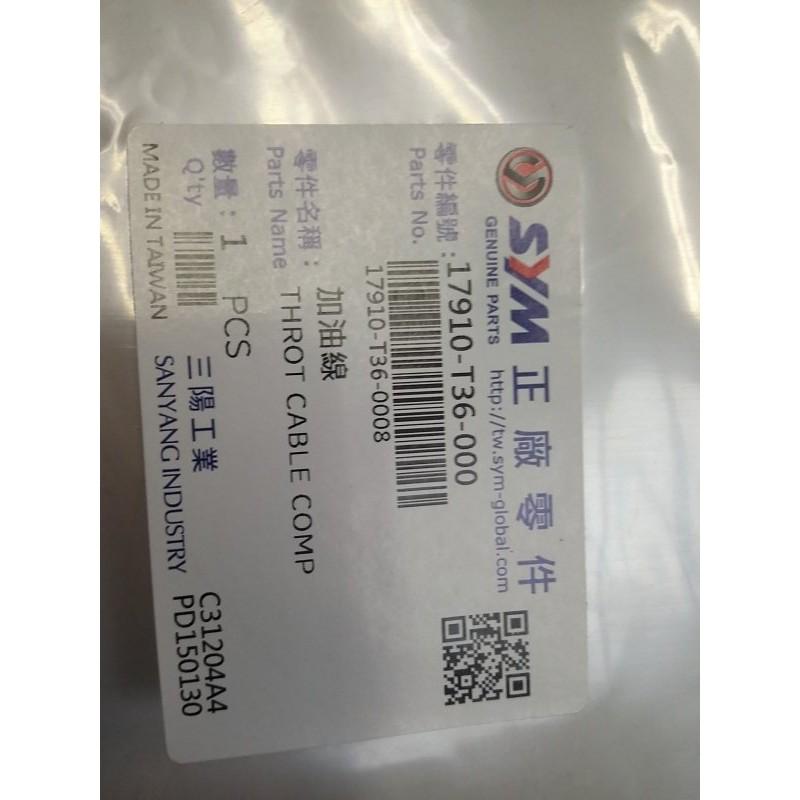 SYM 正廠零件
GENUINE PARTS http://tw.sym-global.com
零件編號：17910-T36-000
Parts No.
17910-T36-0008
零件名稱： 加油線
Parts Name THROT CABLE COMP
數量：1 PCS
Q'ty
三陽工業 C31204A4
MADE IN TAIWAN SANYANG INDUSTRY PD150130